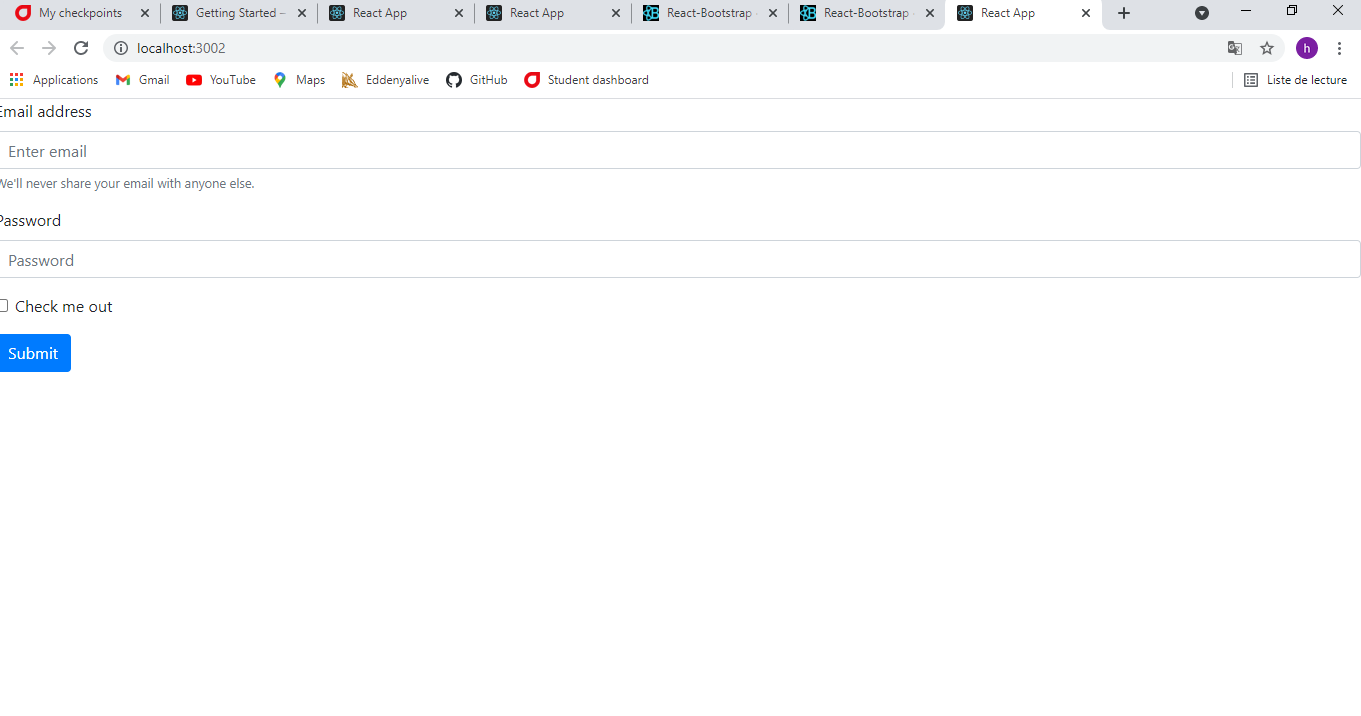 My checkpoints
Getting Started –
React App
React App
React-Bootstrap
React-Bootstrap
React App
localhost:3002
h
Applications
Gmail
YouTube
Maps
Eddenyalive
GitHub
Student dashboard
Liste de lecture
Email address
Enter email
We'll never share your email with anyone else.
Password
Password
Check me out
Submit